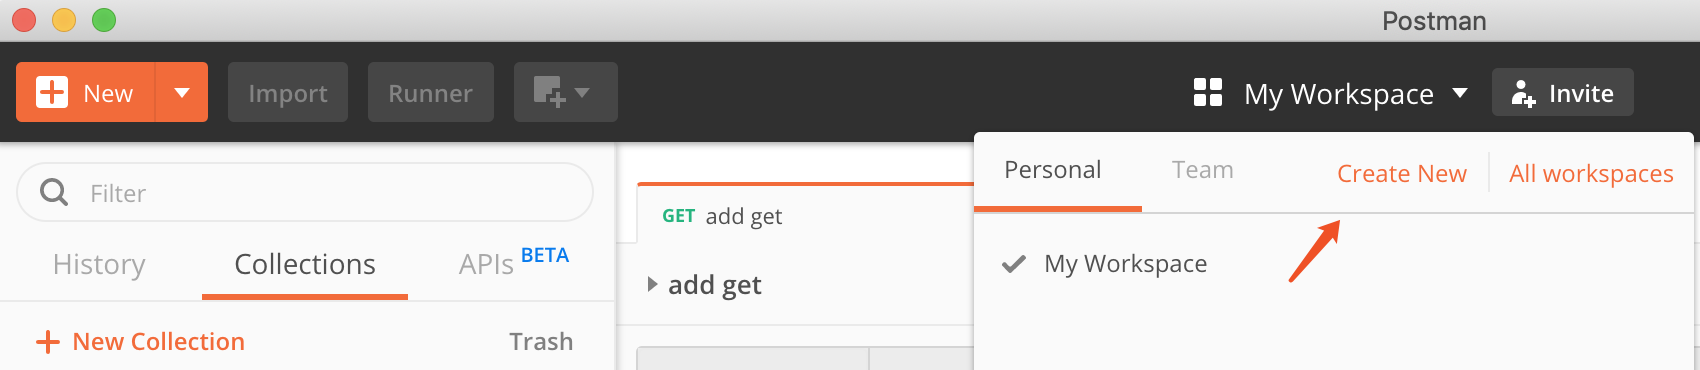 Postman
New
Import
Runner
My Workspace
Invite
Filter
History
Collections
APIs BETA
New Collection
Trash
GET add get
add get
Personal
Team
Create New
All workspaces
My Workspace